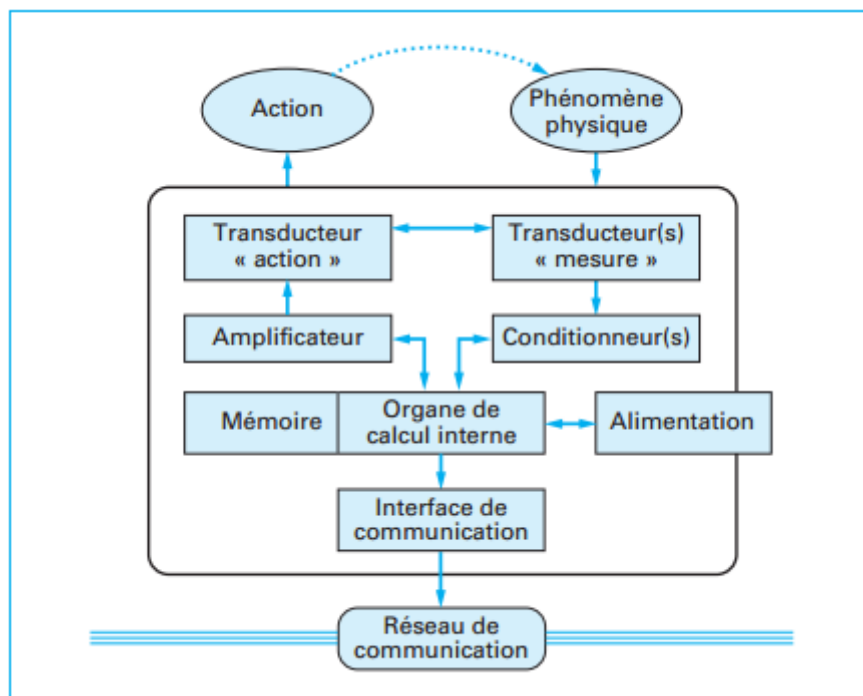 Action
Phénomène
physique
Transducteur
« action »
Transducteur(s)
« mesure »
Amplificateur
Conditionneur(s)
Mémoire
Organe de
calcul interne
Alimentation
Interface de
communication
Réseau de
communication